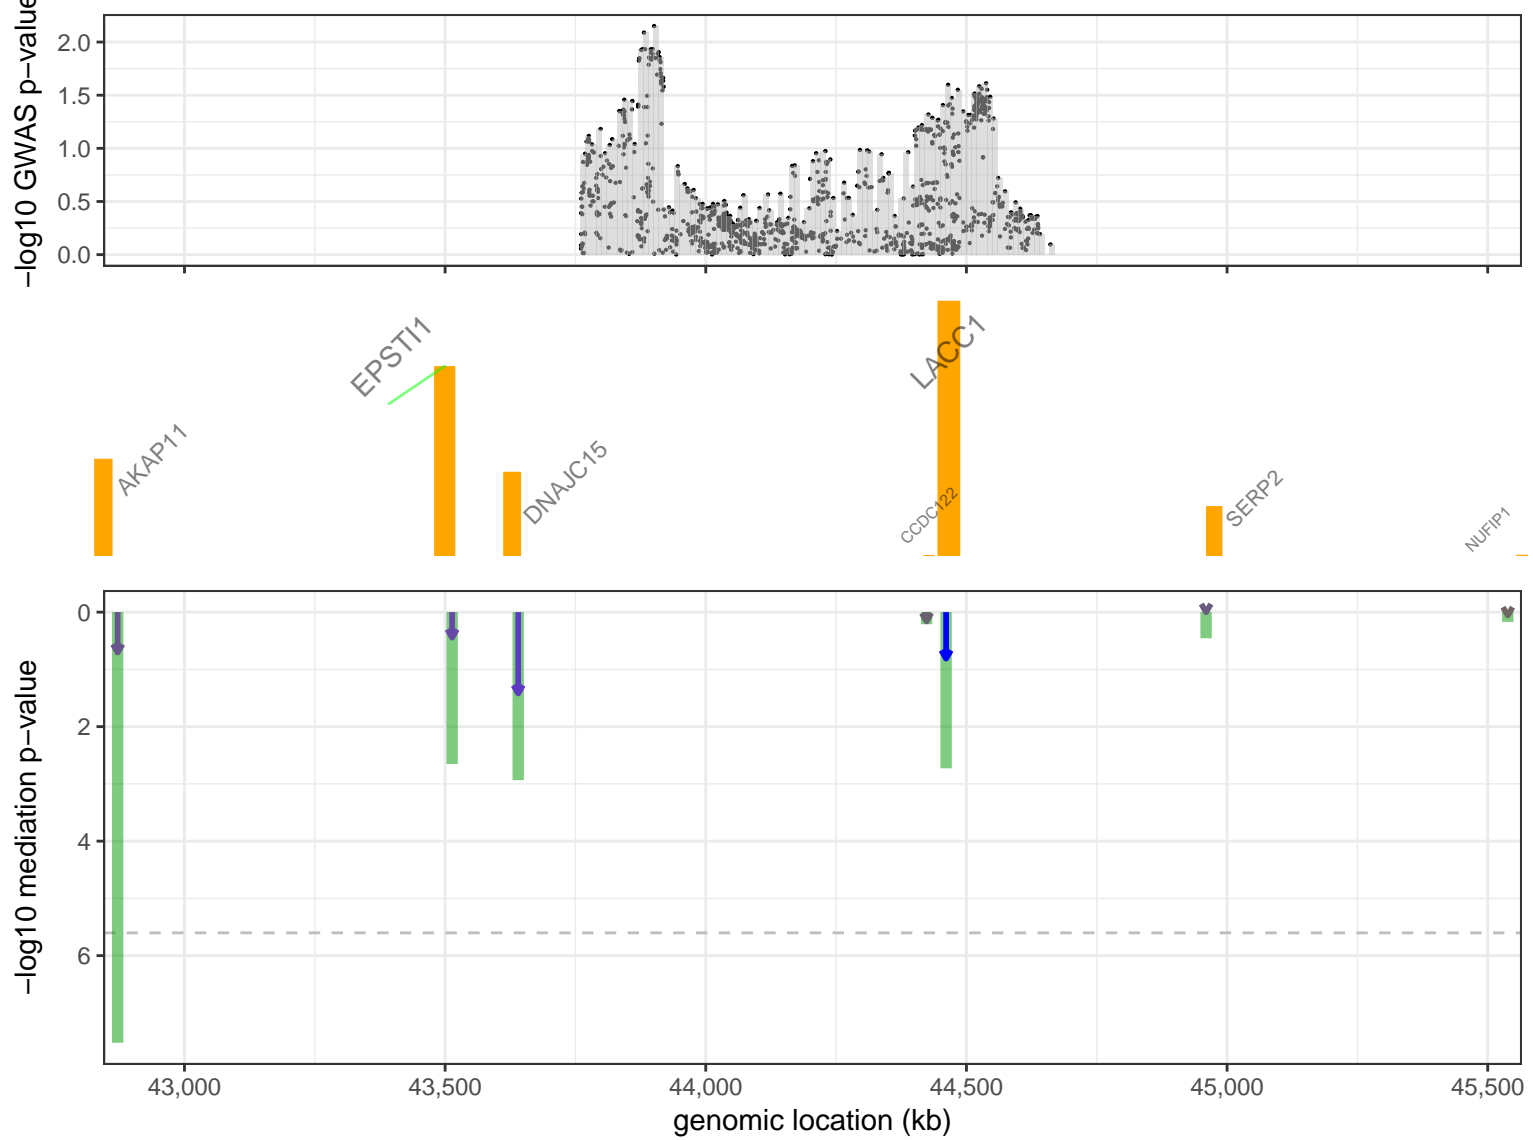 −log10 GWAS p−value
2.0
1.5
1.0
0.5
0.0
EPSTI1
LACC1
AKAP11
DNAJC15
CCDC122
SERP2
NUFIP1
−log10 mediation p−value
0
2
4
6
43,000
43,500
44,000
44,500
45,000
45,500
genomic location (kb)